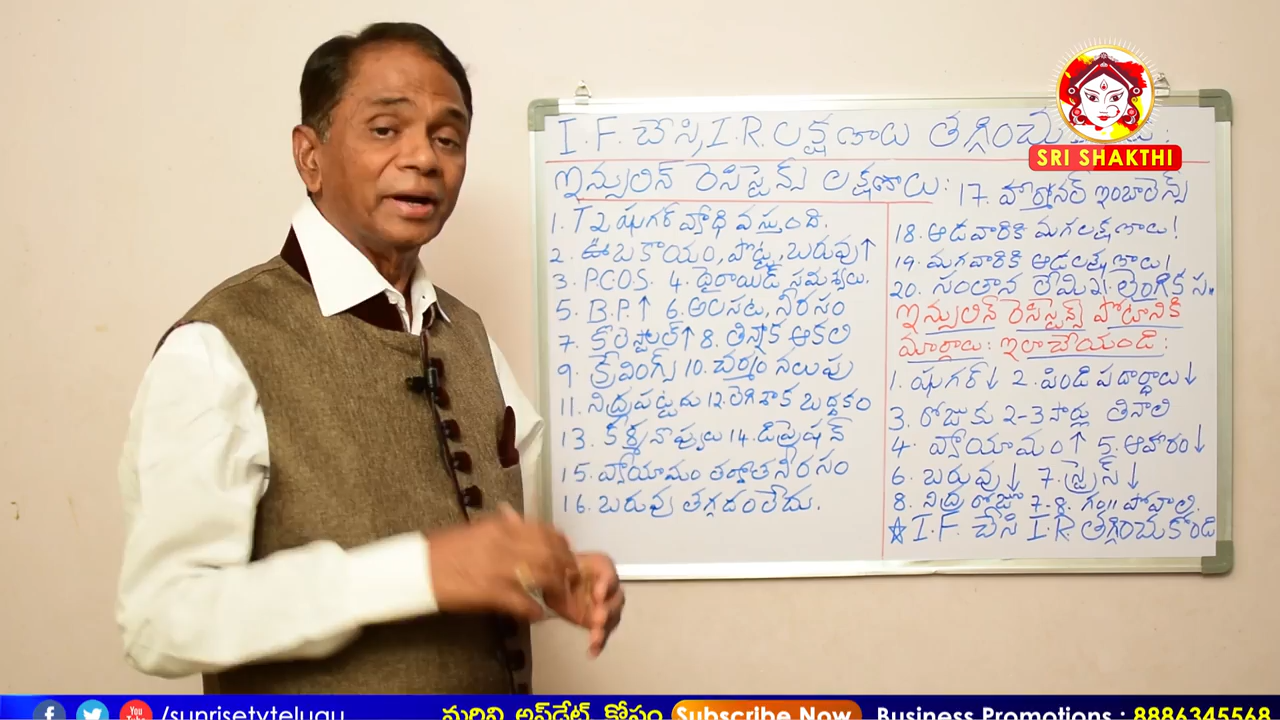 I.F. చేసి, I.R. లక్షణాలు తగ్గించు
SRI SHAKTHI
ఇన్సులిన్ రెసిస్టెన్స్ లక్షణాలు:
1. T2 షుగర్ వ్యాధి వస్తుంది.
2. ఊబకాయం, పొట్ట, బరువు↑
3. P.C.O.S. 4. థైరాయిడ్ సమస్యలు.
5. B.P.↑ 6. అలసట, నీరసం
7. కొలెస్ట్రాల్↑ 8. తిన్నాక ఆకలి
9. క్రేవింగ్స్ 10. చర్మం నలుపు
11. నిద్రపట్టదు 12. లేగిశాక బద్ధకం
13. కీళ్ళ నొప్పులు 14. డిప్రెషన్
15. వ్యాయామం తర్వాత నీరసం
16. బరువు తగ్గడం లేదు.
17. హార్మోనల్ ఇంబాలెన్స్
18. ఆడవారికి మగలక్షణాలు!
19. మగవారికి ఆడలక్షణాలు!
20. సంతాన లేమి 21. లైంగిక స.
ఇన్సులిన్ రెసిస్టెన్స్ పోటానికి
మార్గాలు: ఇలా చేయండి:
1. షుగర్↓ 2. పిండి పదార్థాలు↓
3. రోజుకు 2-3 సార్లు తినాలి
4. వ్యాయామం↑ 5. ఆహారం↓
6. బరువు↓ 7. స్ట్రెస్↓
8. నిద్ర రోజూ 7-8 గం॥ పోవాలి.
☆ I.F. చేసి I.R. తగ్గించుకోండి
/sunrisetvtelugu
మరిన్ని అప్‌డేట్స్ కోసం Subscribe Now
Business Promotions : 8886345568